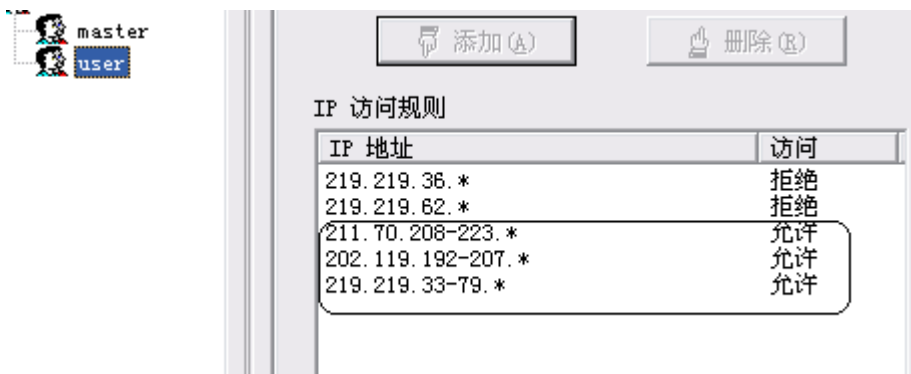 master
user
添加(A)
删除(R)
IP 访问规则
IP 地址 访问
219.219.36.* 拒绝
219.219.62.* 拒绝
211.70.208-223.* 允许
202.119.192-207.* 允许
219.219.33-79.* 允许